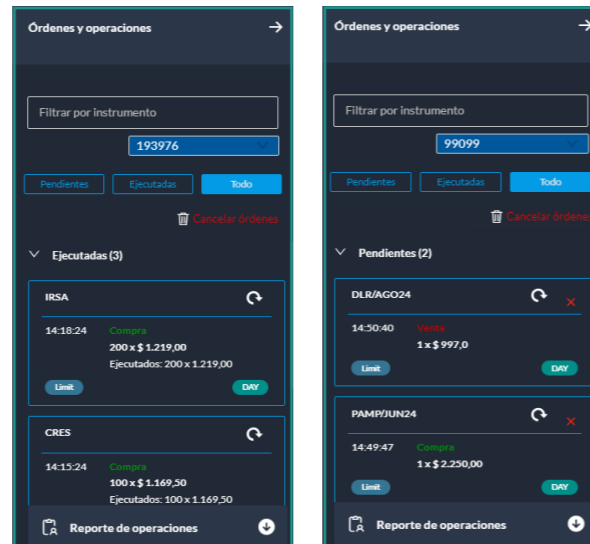 Órdenes y operaciones
Filtrar por instrumento
193976
Pendientes
Ejecutadas
Todo
Cancelar órdenes
Ejecutadas (3)
IRSA
14:18:24
Compra
200 x $ 1.219,00
Ejecutados: 200 x 1.219,00
Limit
DAY
CRES
14:15:24
Compra
100 x $ 1.169,50
Ejecutados: 100 x 1.169,50
Reporte de operaciones
Órdenes y operaciones
Filtrar por instrumento
99099
Pendientes
Ejecutadas
Todo
Cancelar órdenes
Pendientes (2)
DLR/AGO24
14:50:40
Venta
1 x $ 997,0
Limit
DAY
PAMP/JUN24
14:49:47
Compra
1 x $ 2.250,00
Limit
DAY
Reporte de operaciones